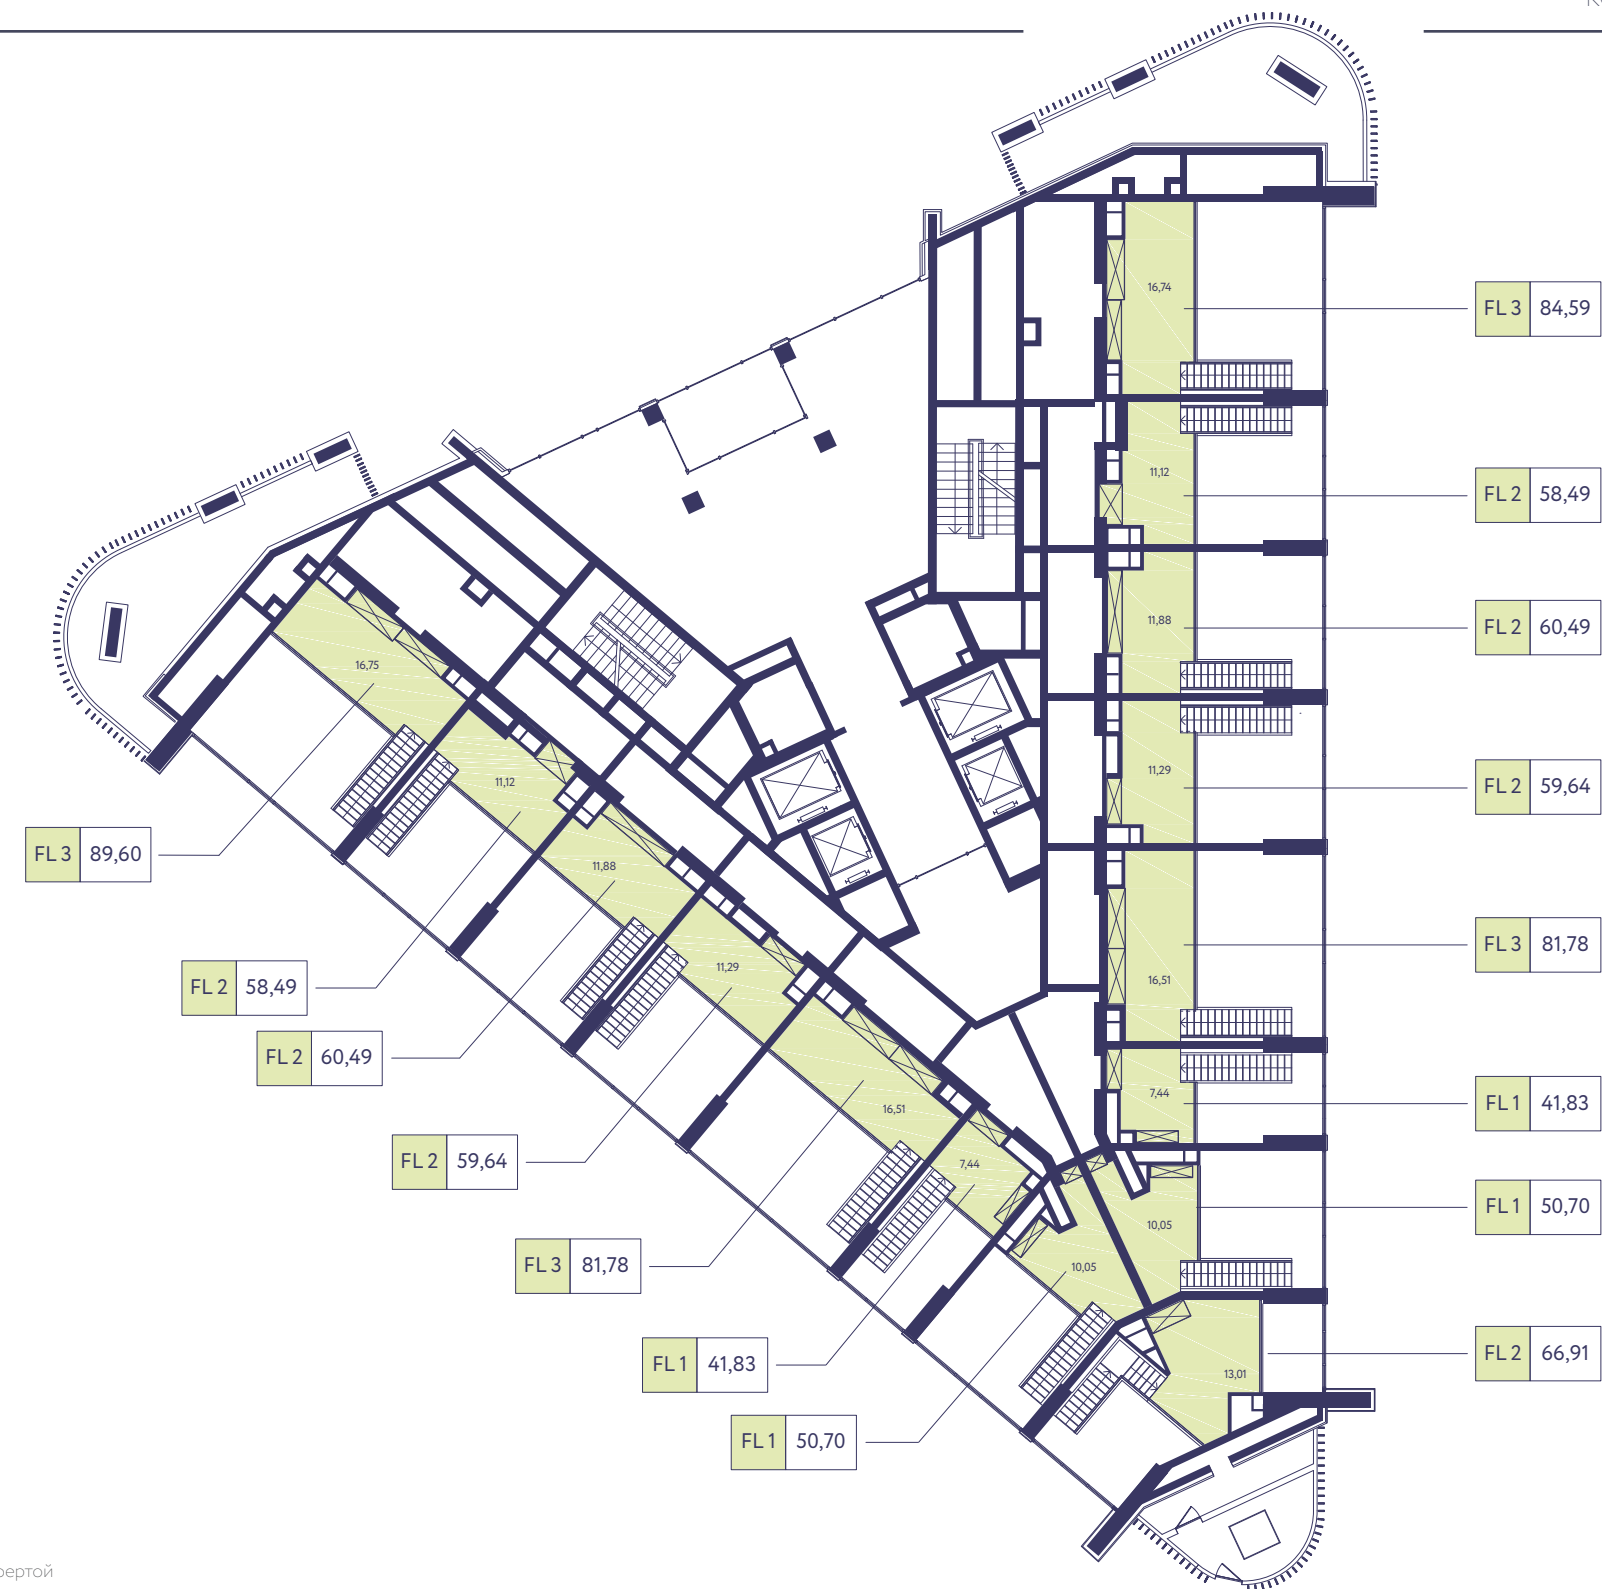 16,74
FL 3 84,59
11,12
FL 2 58,49
11,88
FL 2 60,49
11,29
FL 2 59,64
16,51
FL 3 81,78
7,44
FL 1 41,83
10,05
FL 1 50,70
13,01
FL 2 66,91
16,75
FL 3 89,60
11,12
FL 2 58,49
11,88
FL 2 60,49
11,29
FL 2 59,64
16,51
FL 3 81,78
7,44
FL 1 41,83
10,05
FL 1 50,70